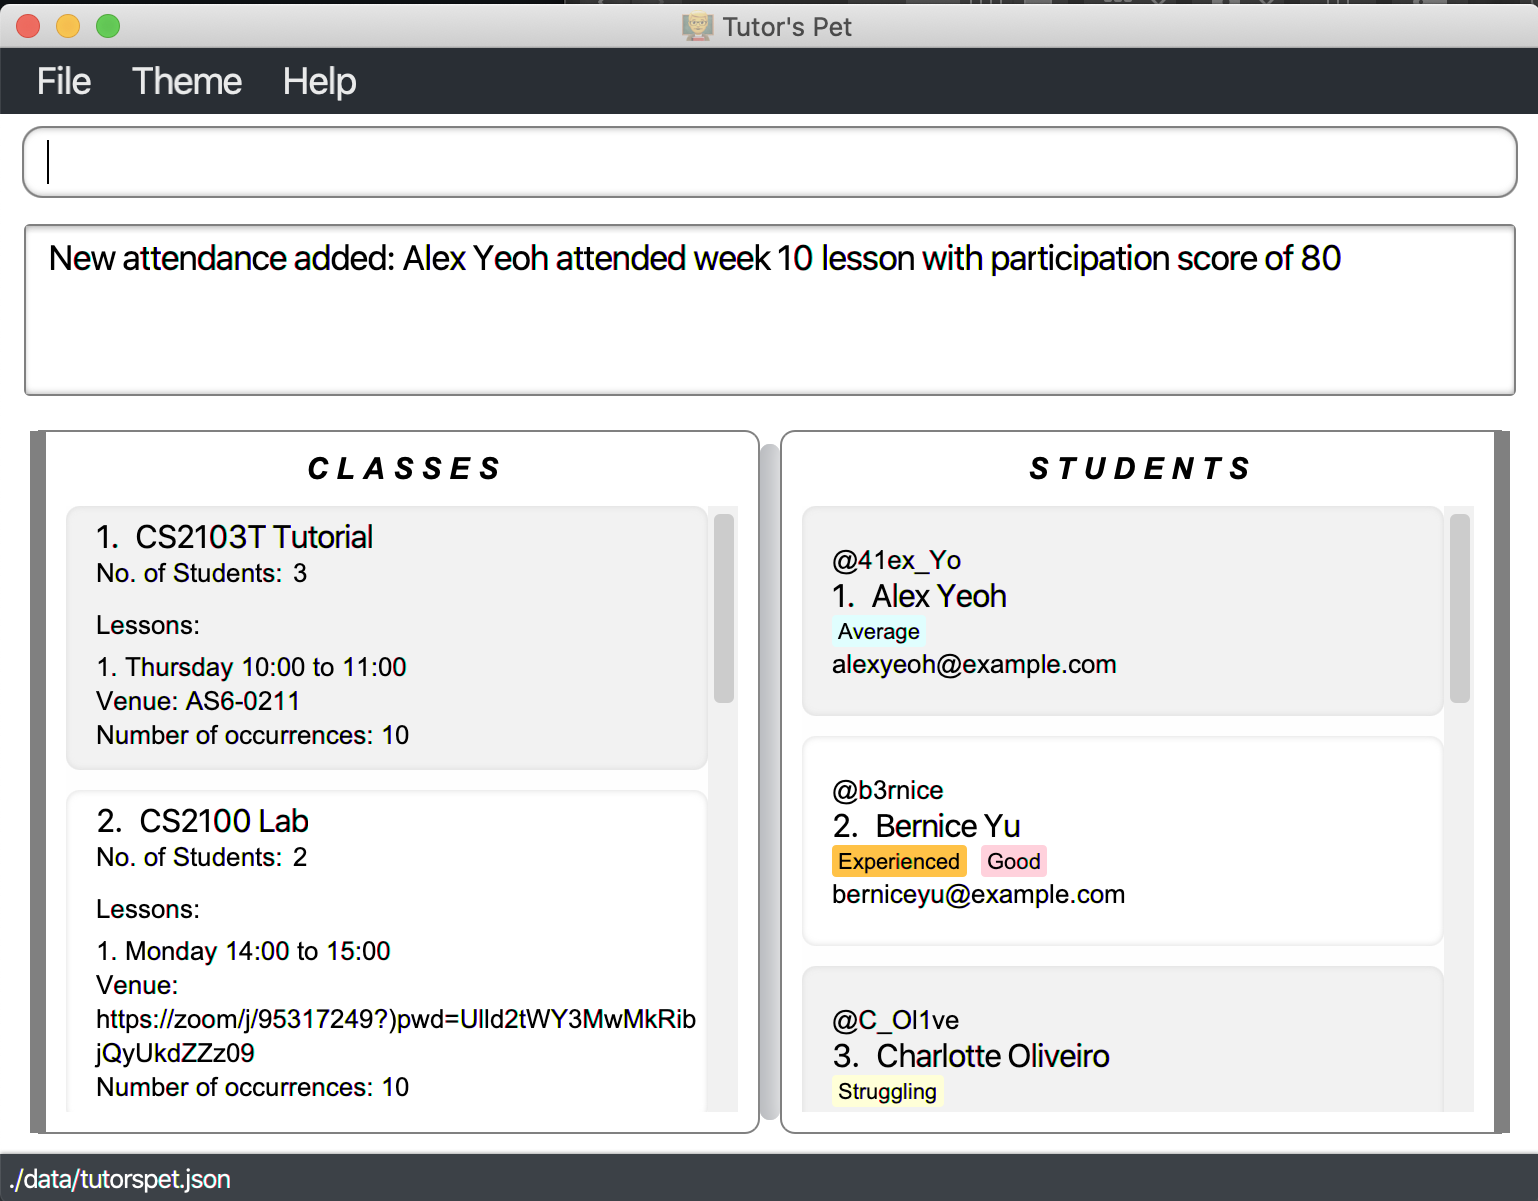 Tutor's Pet
File Theme Help
New attendance added: Alex Yeoh attended week 10 lesson with participation score of 80
CLASSES
1. CS2103T Tutorial
No. of Students: 3
Lessons:
1. Thursday 10:00 to 11:00
Venue: AS6-0211
Number of occurrences: 10
2. CS2100 Lab
No. of Students: 2
Lessons:
1. Monday 14:00 to 15:00
Venue:
https://zoom/j/95317249?)pwd=Ulld2tWY3MwMkRib
jQyUkdZZz09
Number of occurrences: 10
STUDENTS
@41ex_Yo
1. Alex Yeoh
Average
alexyeoh@example.com
@b3rnice
2. Bernice Yu
Experienced Good
berniceyu@example.com
@C_Ol1ve
3. Charlotte Oliveiro
Struggling
./data/tutorspet.json